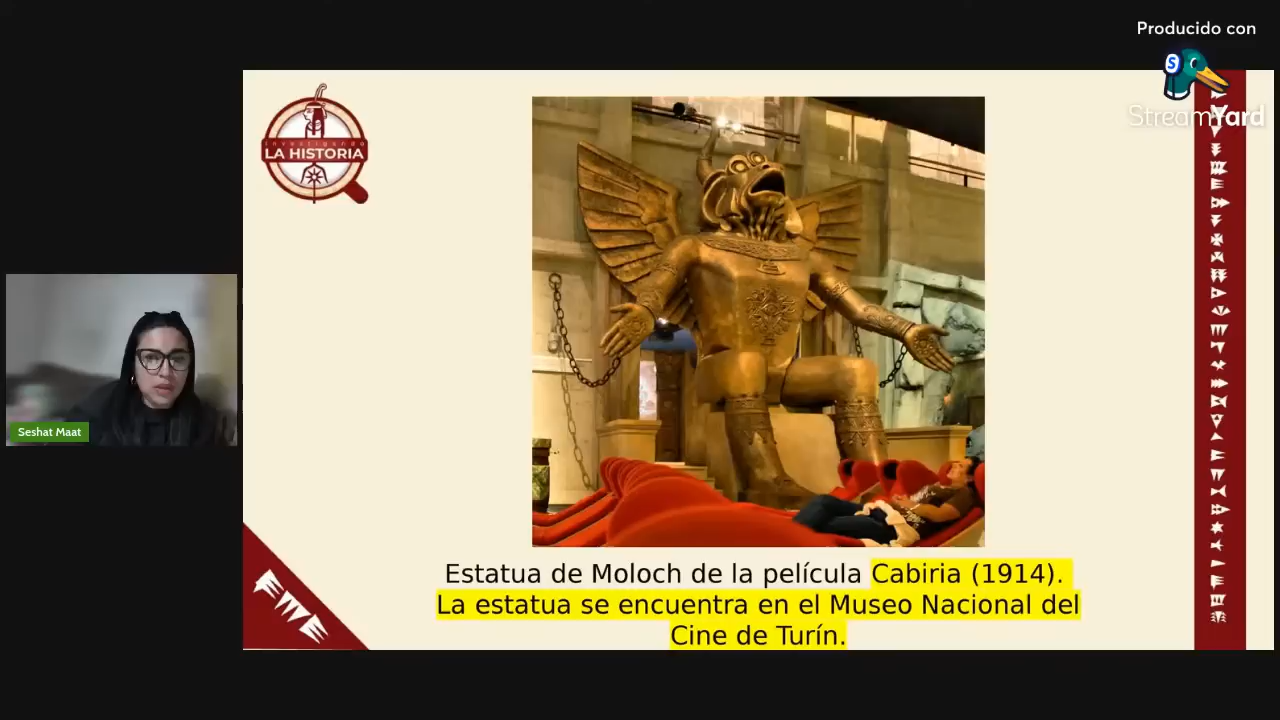 Producido con
StreamYard
Investigando
LA HISTORIA
Seshat Maat
Estatua de Moloch de la película Cabiria (1914).
La estatua se encuentra en el Museo Nacional del
Cine de Turín.